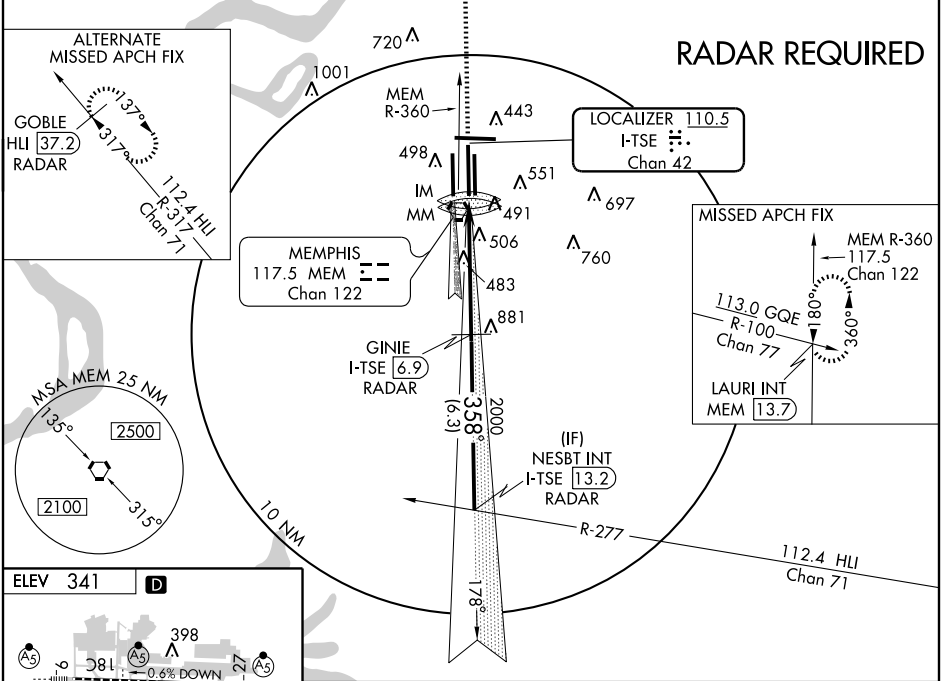 ALTERNATE
MISSED APCH FIX
137°
317°
GOBLE
HLI 37.2
RADAR
112.4 HLI
R-317
Chan 71
720
1001
MEM
R-360
443
498
551
IM
MM
491
697
506
760
483
881
RADAR REQUIRED
LOCALIZER 110.5
I-TSE
Chan 42
MEMPHIS
117.5 MEM
Chan 122
MISSED APCH FIX
MEM R-360
117.5
Chan 122
180°
360°
113.0 GQE
R-100
Chan 77
LAURI INT
MEM 13.7
GINIE
I-TSE 6.9
RADAR
2000
358°
(6.3)
(IF)
NESBT INT
I-TSE 13.2
RADAR
R-277
112.4 HLI
Chan 71
178°
10 NM
MSA MEM 25 NM
135°
2500
2100
315°
ELEV 341 D
398
A5
A5
A5
9
18L
18C
27
0.6% DOWN